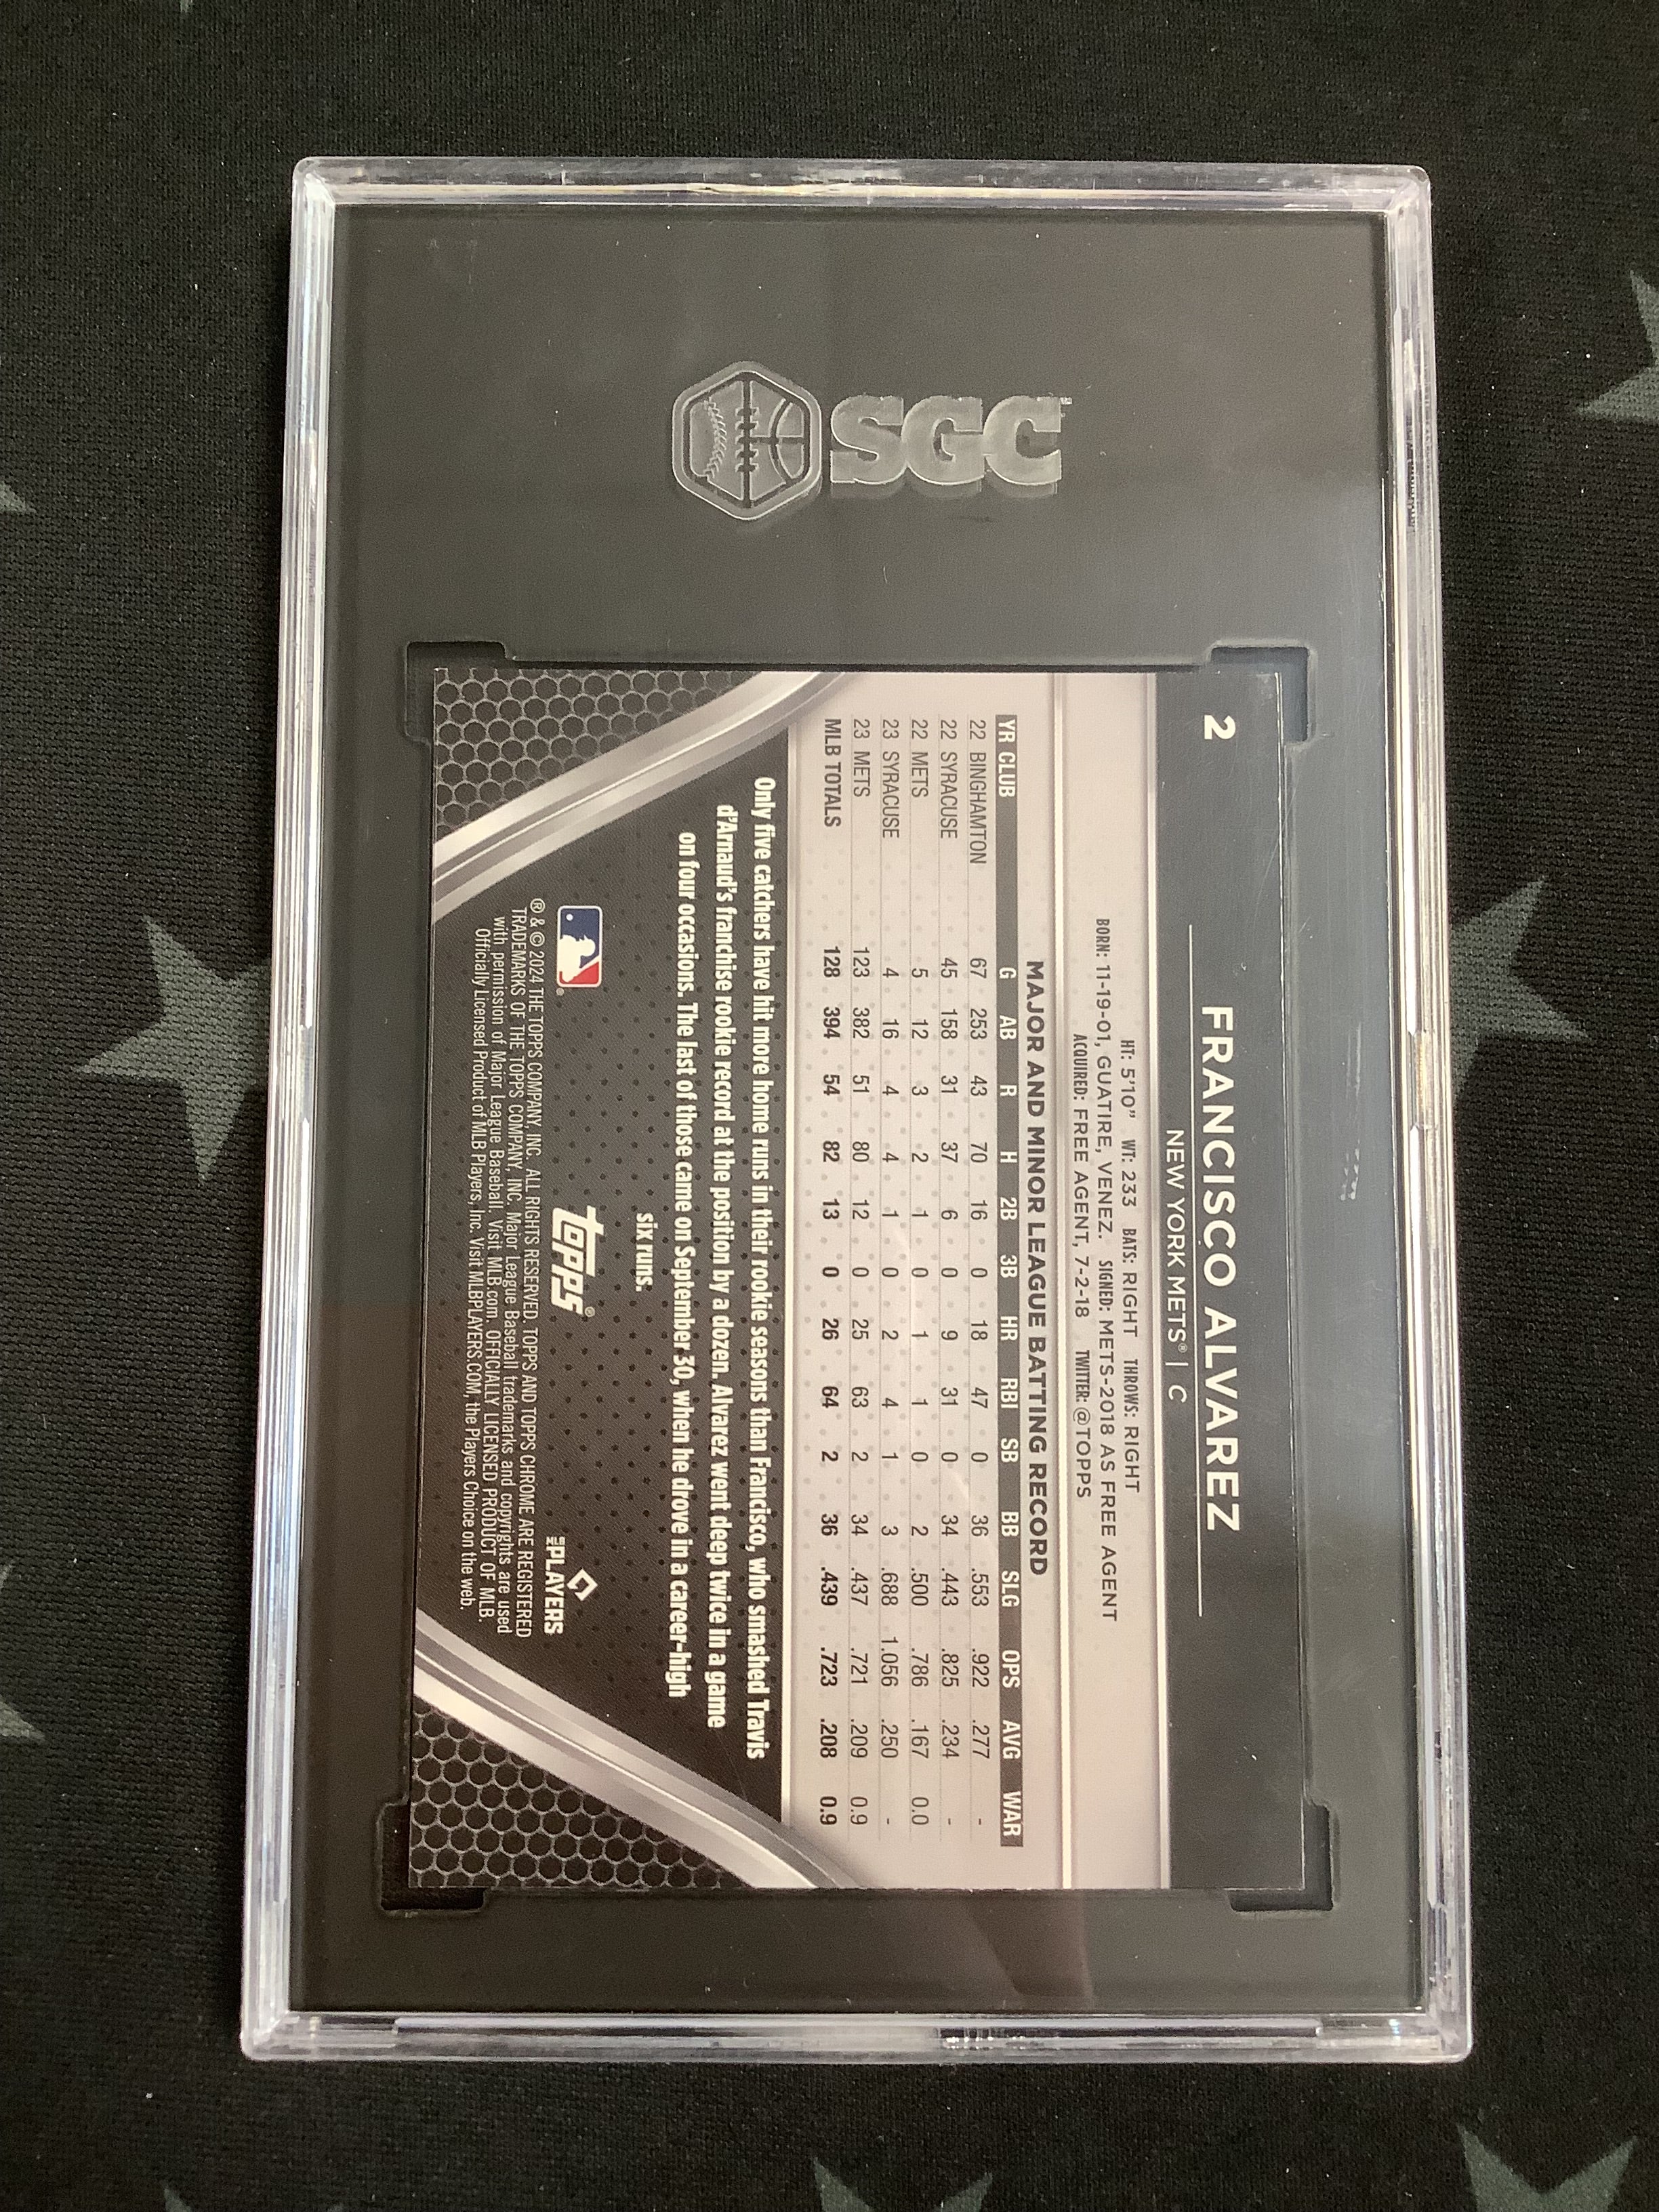 SGC
2
FRANCISCO ALVAREZ
NEW YORK METS® | C
HT: 5'10" WT: 233 BATS: RIGHT THROWS: RIGHT
BORN: 11-19-01, GUATIRE, VENEZ. SIGNED: METS-2018 AS FREE AGENT
ACQUIRED: FREE AGENT, 7-2-18 TWITTER: @TOPPS
MAJOR AND MINOR LEAGUE BATTING RECORD
YR CLUB G AB R H 2B 3B HR RBI SB BB SLG OPS AVG WAR
22 BINGHAMTON 67 253 43 70 16 0 18 47 0 36 .553 .922 .277 -
22 SYRACUSE 45 158 31 37 6 0 9 31 0 34 .443 .825 .234 -
22 METS 5 12 3 2 1 0 1 1 0 2 .500 .786 .167 0.0
23 SYRACUSE 4 16 4 4 1 0 2 4 1 3 .688 1.056 .250 -
23 METS 123 382 51 80 12 0 25 63 2 34 .437 .721 .209 0.9
MLB TOTALS 128 394 54 82 13 0 26 64 2 36 .439 .723 .208 0.9
Only five catchers have hit more home runs in their rookie seasons than Francisco, who smashed Travis
d'Arnaud's franchise rookie record at the position by a dozen. Alvarez went deep twice in a game
on four occasions. The last of those came on September 30, when he drove in a career-high
six runs.
topps®
MLB PLAYERS
® & © 2024 THE TOPPS COMPANY, INC. ALL RIGHTS RESERVED. TOPPS AND TOPPS CHROME ARE REGISTERED
TRADEMARKS OF THE TOPPS COMPANY, INC. Major League Baseball trademarks and copyrights are used
with permission of Major League Baseball. Visit MLB.com. OFFICIALLY LICENSED PRODUCT OF MLB
Officially Licensed Product of MLB Players, Inc. Visit MLBPLAYERS.COM, the Players Choice on the web.